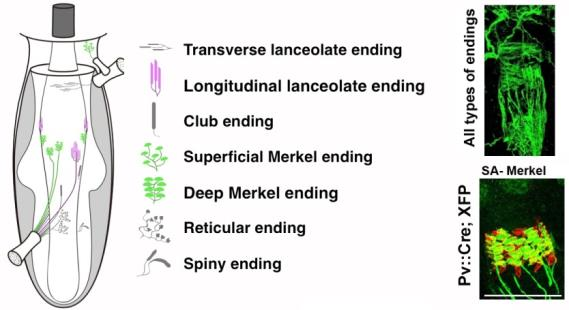 Transverse lanceolate ending
Longitudinal lanceolate ending
Club ending
Superficial Merkel ending
Deep Merkel ending
Reticular ending
Spiny ending
All types of endings
SA- Merkel
Pv::Cre; XFP